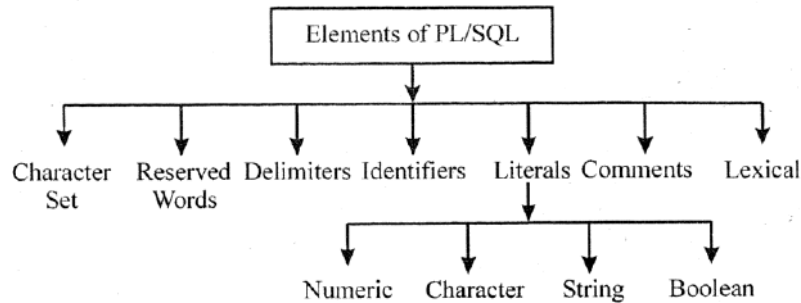 Elements of PL/SQL
Character Reserved Delimiters Identifiers Literals Comments Lexical
Set Words
Numeric Character String Boolean